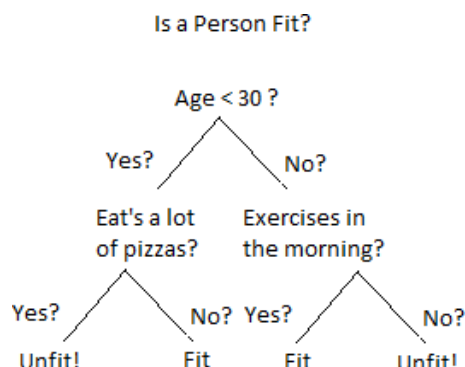 Is a Person Fit?
Age < 30 ?
Yes?
No?
Eat's a lot
of pizzas?
Exercises in
the morning?
Yes?
No?
Yes?
No?
Unfit!
Fit
Fit
Unfit!